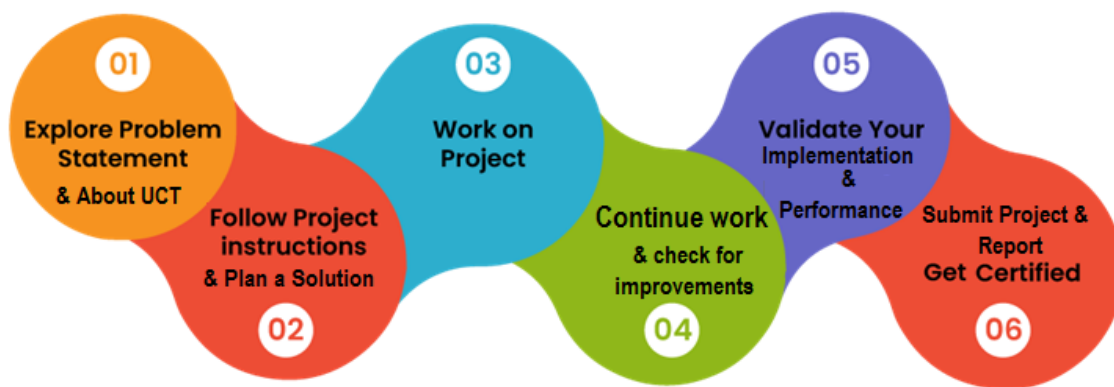 01
Explore Problem
Statement
& About UCT
Follow Project
instructions
& Plan a Solution
02
03
Work on
Project
Continue work
& check for
improvements
04
05
Validate Your
Implementation
&
Performance
Submit Project &
Report
Get Certified
06